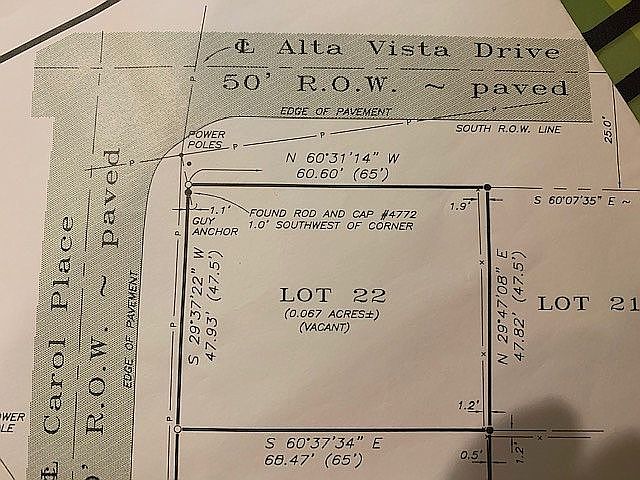 ℄ Alta Vista Drive
50' R.O.W. ~ paved
EDGE OF PAVEMENT
SOUTH R.O.W. LINE
25.0'
POWER
POLES
P
P
P
P
P
N 60°31'14" W
60.60' (65')
S 60°07'35" E ~
1.1'
GUY
ANCHOR
FOUND ROD AND CAP #4772
1.0' SOUTHWEST OF CORNER
1.9'
℄ Carol Place
0' R.O.W. ~ paved
EDGE OF PAVEMENT
P
P
P
S 29°37'22" W
47.93' (47.5')
LOT 22
(0.067 ACRES±)
(VACANT)
N 29°47'08" E
47.82' (47.5')
LOT 21
x
x
1.2'
WER
LE
S 60°37'34" E
60.47' (65')
0.5'
1.2'
x